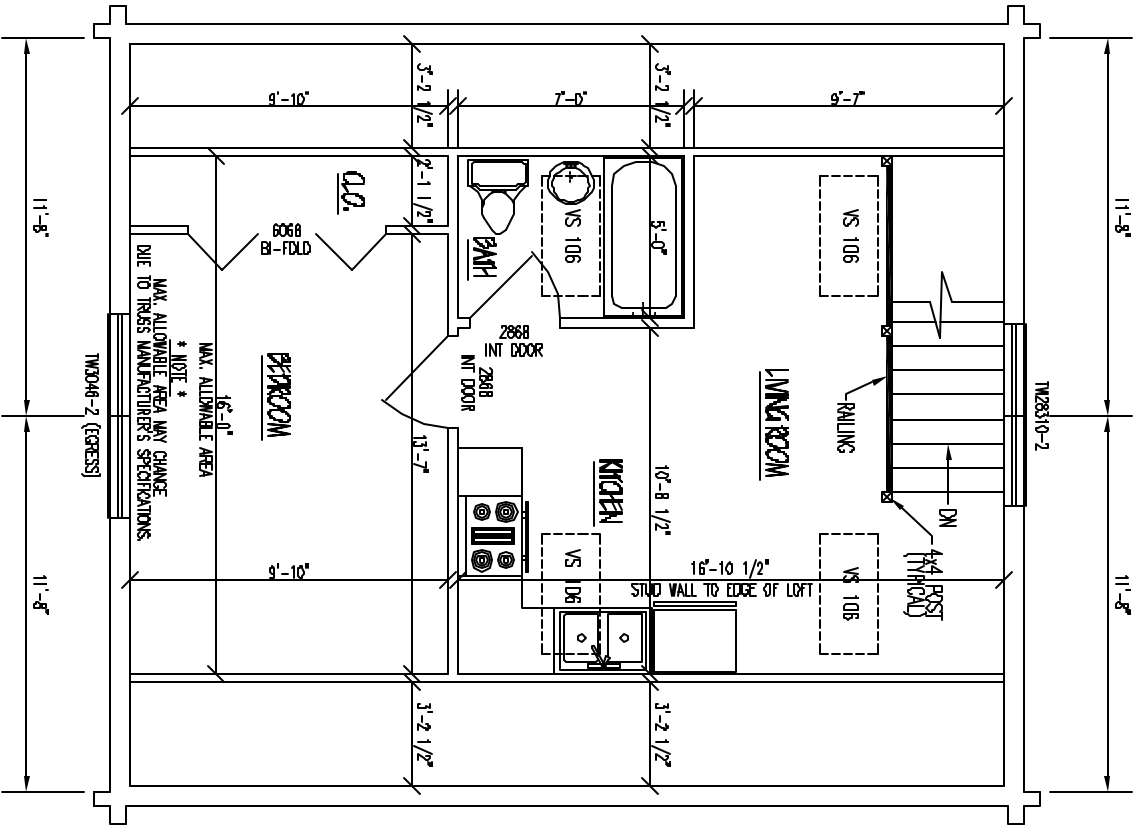 3'-2 1/2"
3'-2 1/2"
9'-10"
7'-0"
9'-7"
11'-8"
11'-8"
2'-1 1/2"
CLO.
6068
BI-FOLD
BATH
VS 106
5'-0"
VS 106
2868
INT DOOR
2868
INT DOOR
BEDROOM
16'-0"
MAX. ALLOWABLE AREA
* NOTE *
MAX. ALLOWABLE AREA MAY CHANGE
DUE TO TRUSS MANUFACTURER'S SPECIFICATIONS.
TW3046-2 (EGRESS)
13'-7"
LIVING ROOM
RAILING
TW28310-2
KITCHEN
10'-8 1/2"
DN
4x4 POST
(TYPICAL)
VS 106
VS 106
9'-10"
16'-10 1/2"
STUD WALL TO EDGE OF LOFT
11'-8"
11'-8"
3'-2 1/2"
3'-2 1/2"